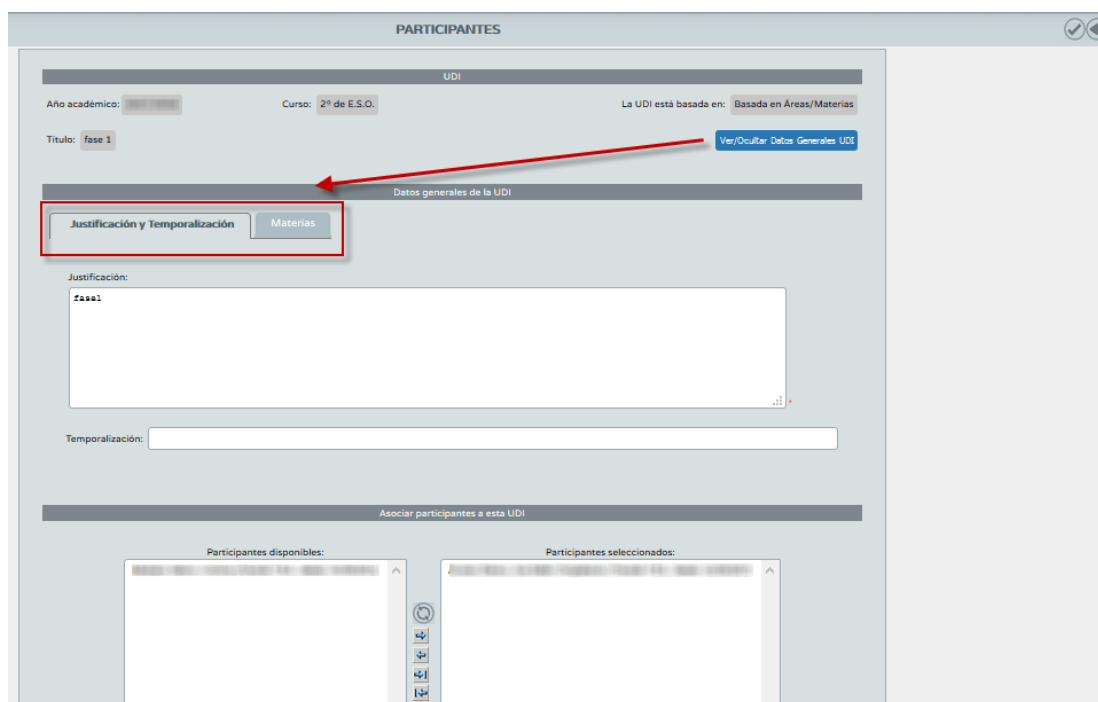 PARTICIPANTES
UDI
Año académico: Curso: 2º de E.S.O. La UDI está basada en: Basada en Áreas/Materias
Título: fase 1 Ver/Ocultar Datos Generales UDI
Datos generales de la UDI
Justificación y Temporalización Materias
Justificación:
fase1
*
Temporalización:
Asociar participantes a esta UDI
Participantes disponibles: Participantes seleccionados: